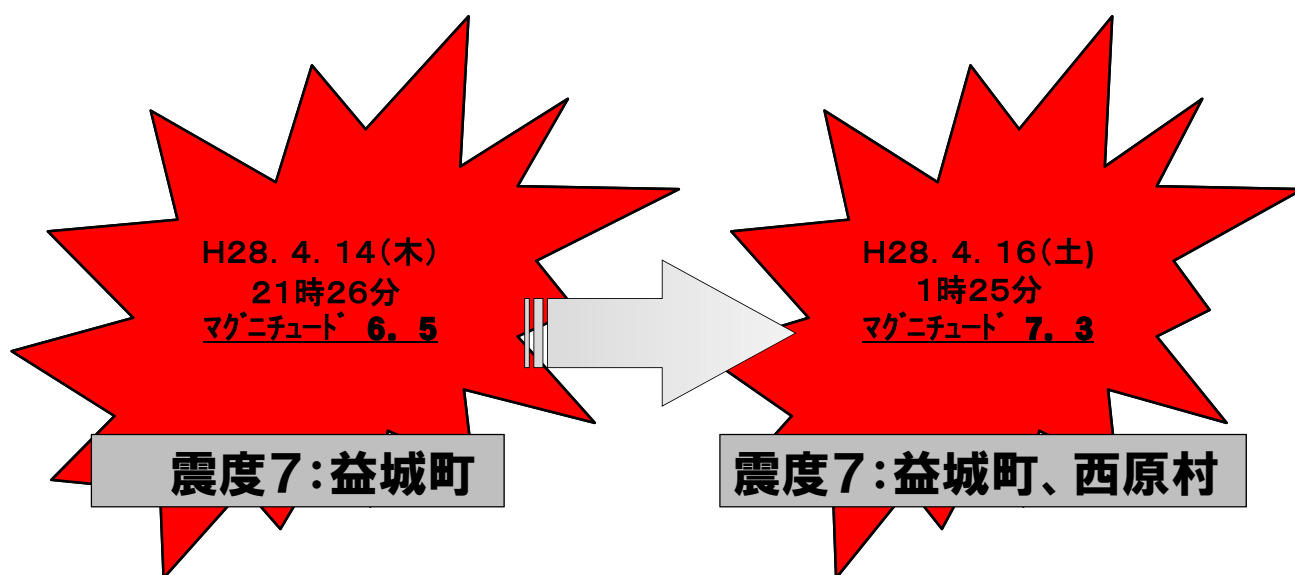 H28．4．14(木)
21時26分
ﾏｸﾞﾆﾁｭｰﾄﾞ 6．5
震度7：益城町
H28．4．16(土)
1時25分
ﾏｸﾞﾆﾁｭｰﾄﾞ 7．3
震度7：益城町、西原村